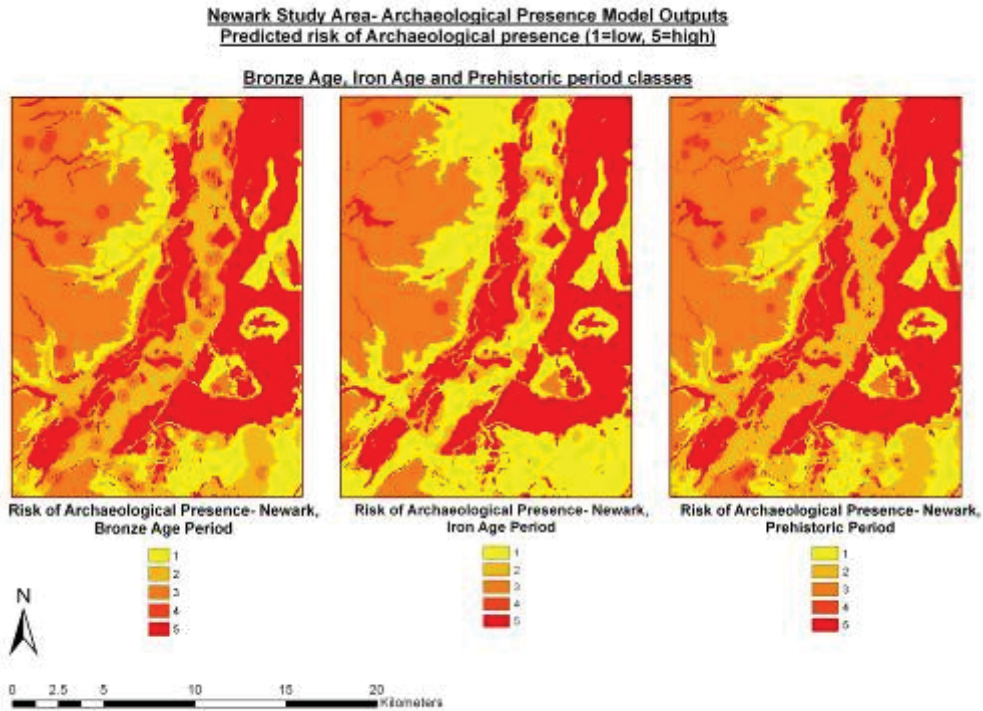 Newark Study Area- Archaeological Presence Model Outputs
Predicted risk of Archaeological presence (1=low, 5=high)
Bronze Age, Iron Age and Prehistoric period classes
Risk of Archaeological Presence- Newark,
Bronze Age Period
1
2
3
4
5
Risk of Archaeological Presence- Newark,
Iron Age Period
1
2
3
4
5
Risk of Archaeological Presence- Newark,
Prehistoric Period
1
2
3
4
5
N
0 2.5 5 10 15 20
Kilometers